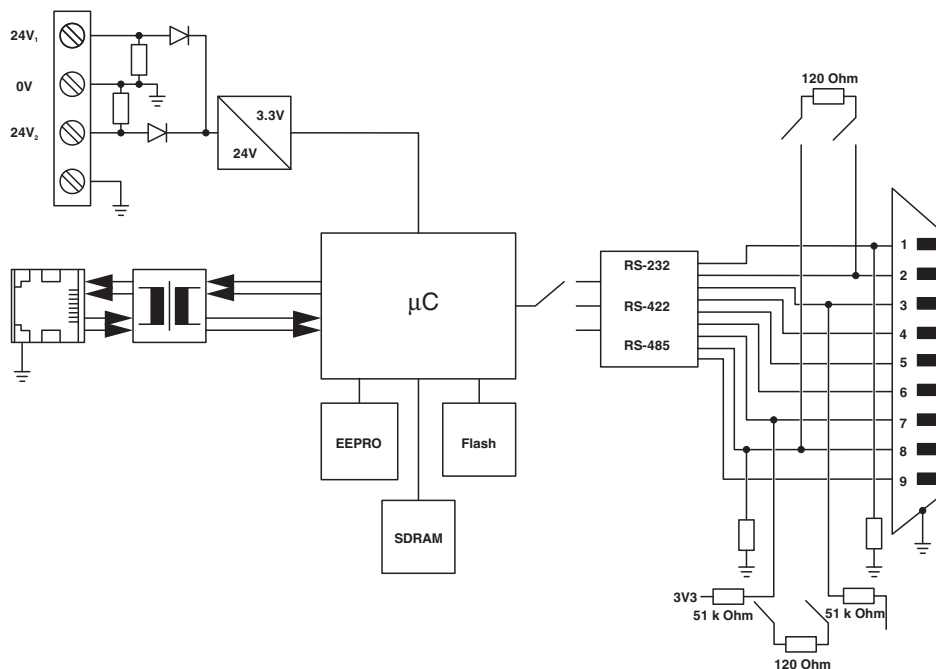 24V₁
0V
24V₂
3.3V
24V
120 Ohm
μC
RS-232
RS-422
RS-485
1
2
3
4
5
6
7
8
9
EEPRO
Flash
SDRAM
3V3
51 k Ohm
51 k Ohm
120 Ohm